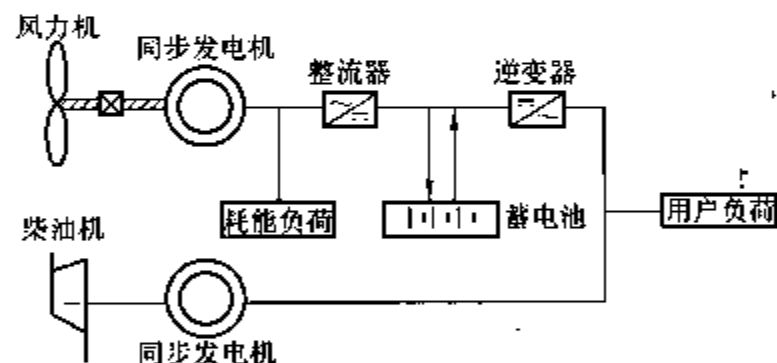 风力机
同步发电机
整流器
逆变器
耗能负荷
蓄电池
用户负荷
柴油机
同步发电机